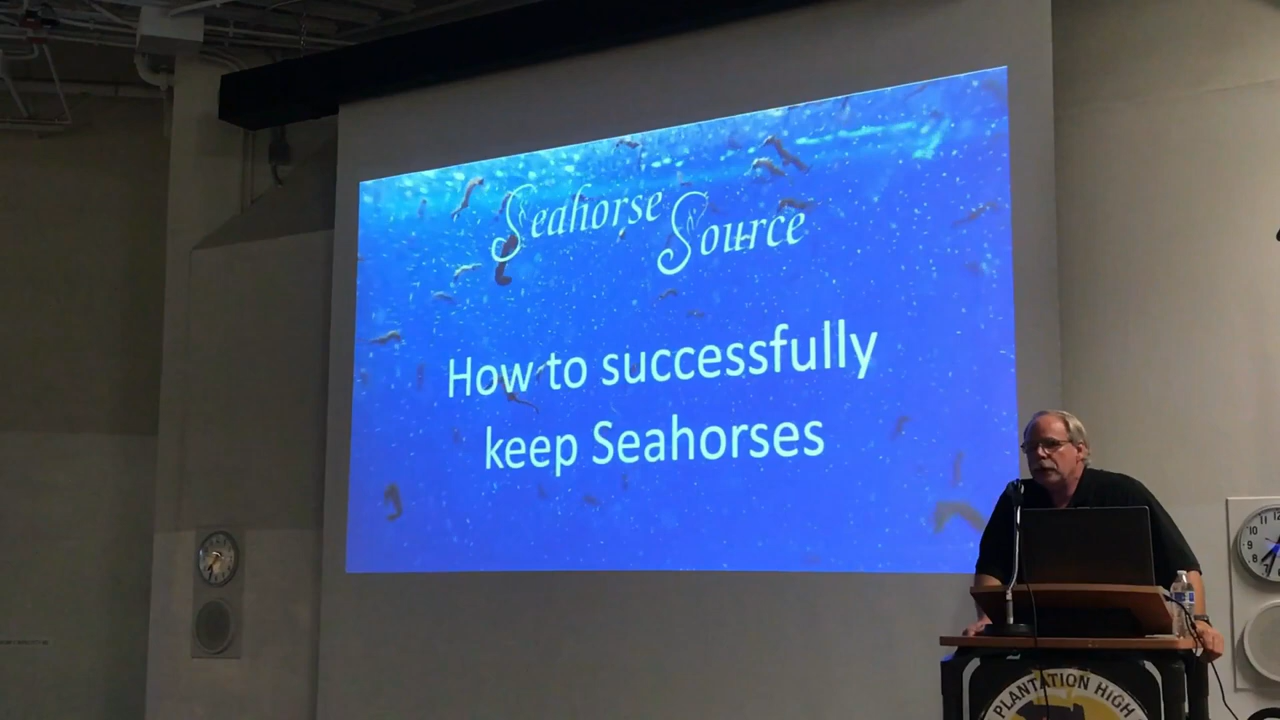 Seahorse Source
How to successfully
keep Seahorses
PLANTATION HIGH